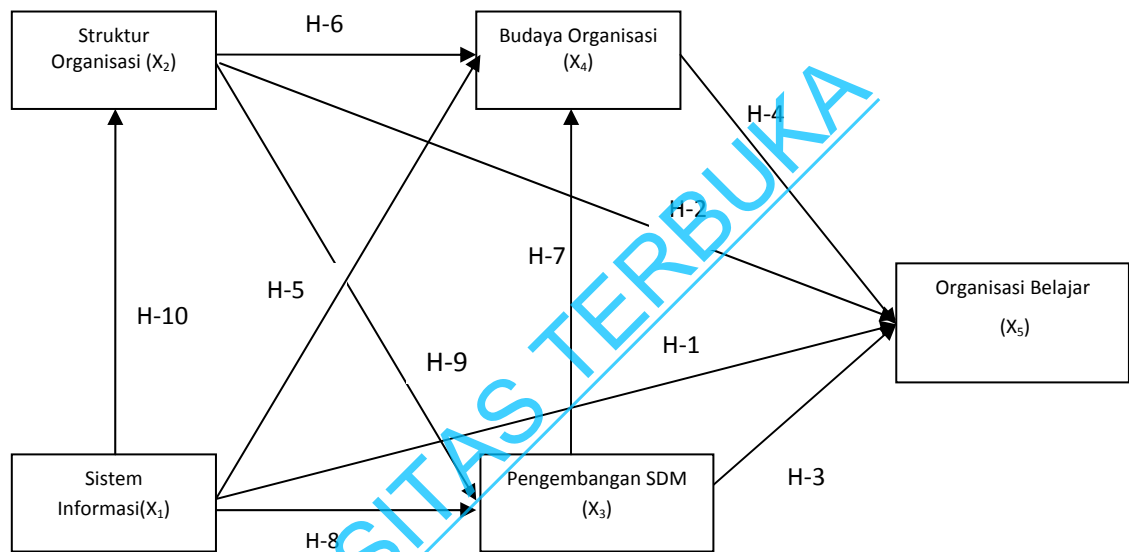 H-6
Struktur
Organisasi (X₂)
Budaya Organisasi
(X₄)
H-4
H-2
H-7
H-5
H-10
Organisasi Belajar
(X₅)
H-1
H-9
Sistem
Informasi(X₁)
Pengembangan SDM
(X₃)
H-3
H-8
SITAS TERBUKA